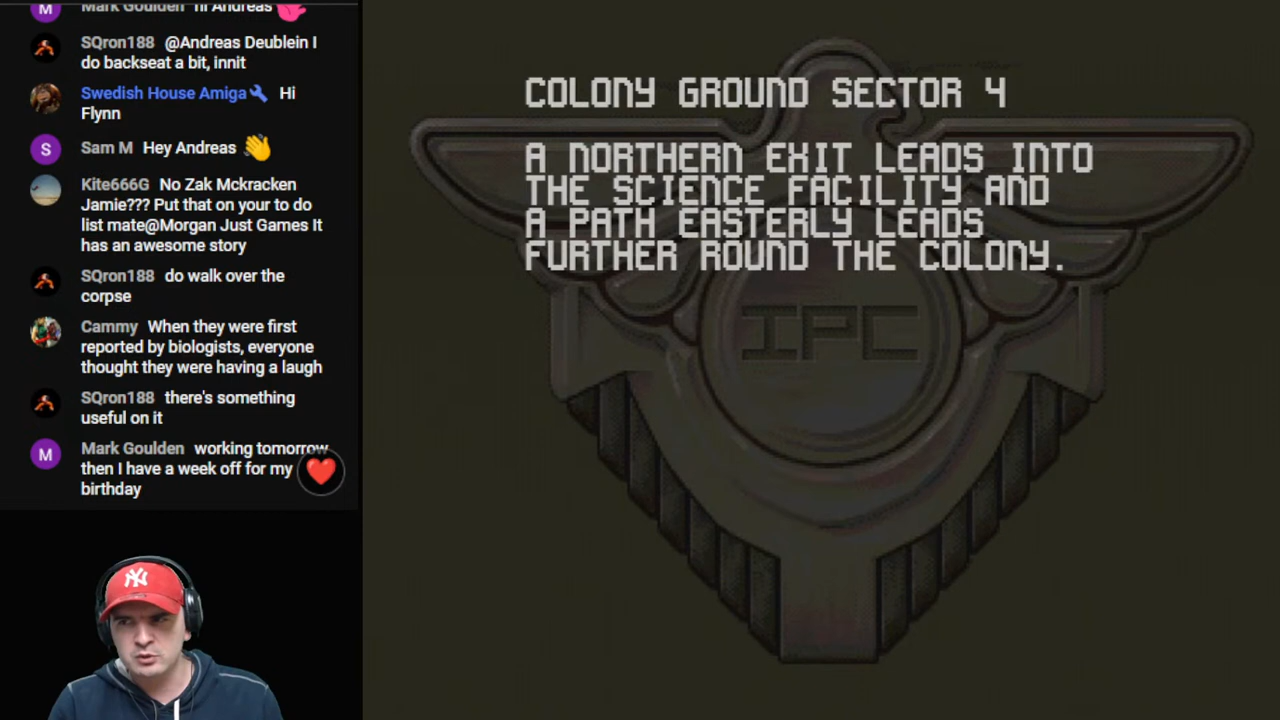 Mark Goulden hi Andreas
SQron188 @Andreas Deublein I
do backseat a bit, innit
Swedish House Amiga Hi
Flynn
Sam M Hey Andreas
Kite666G No Zak Mckracken
Jamie??? Put that on your to do
list mate@Morgan Just Games It
has an awesome story
SQron188 do walk over the
corpse
Cammy When they were first
reported by biologists, everyone
thought they were having a laugh
SQron188 there's something
useful on it
Mark Goulden working tomorrow
then I have a week off for my
birthday
M
S
M
NY
COLONY GROUND SECTOR 4
A NORTHERN EXIT LEADS INTO
THE SCIENCE FACILITY AND
A PATH EASTERLY LEADS
FURTHER ROUND THE COLONY.
IPC